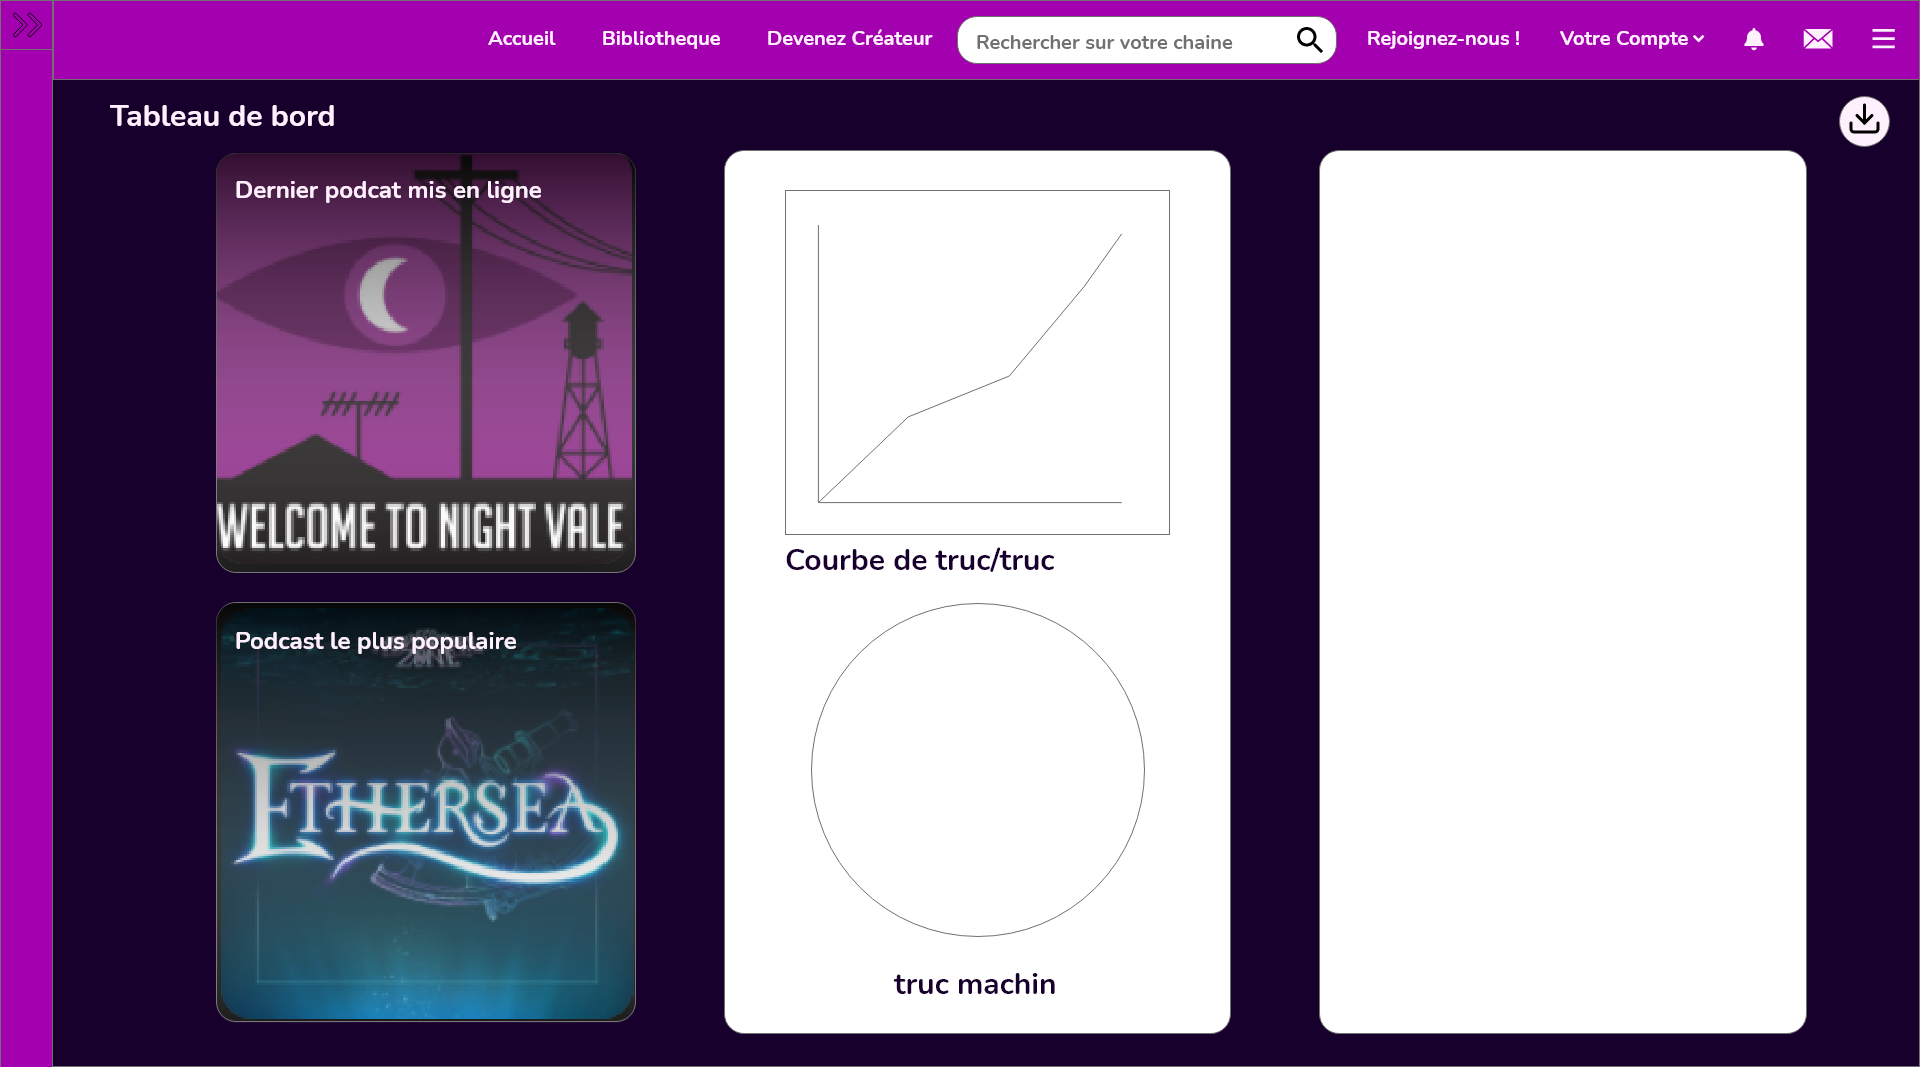 Accueil
Bibliotheque
Devenez Créateur
Rechercher sur votre chaine
Rejoignez-nous !
Votre Compte
Tableau de bord
Dernier podcat mis en ligne
WELCOME TO NIGHT VALE
Podcast le plus populaire
ZONE
ETHERSEA
Courbe de truc/truc
truc machin